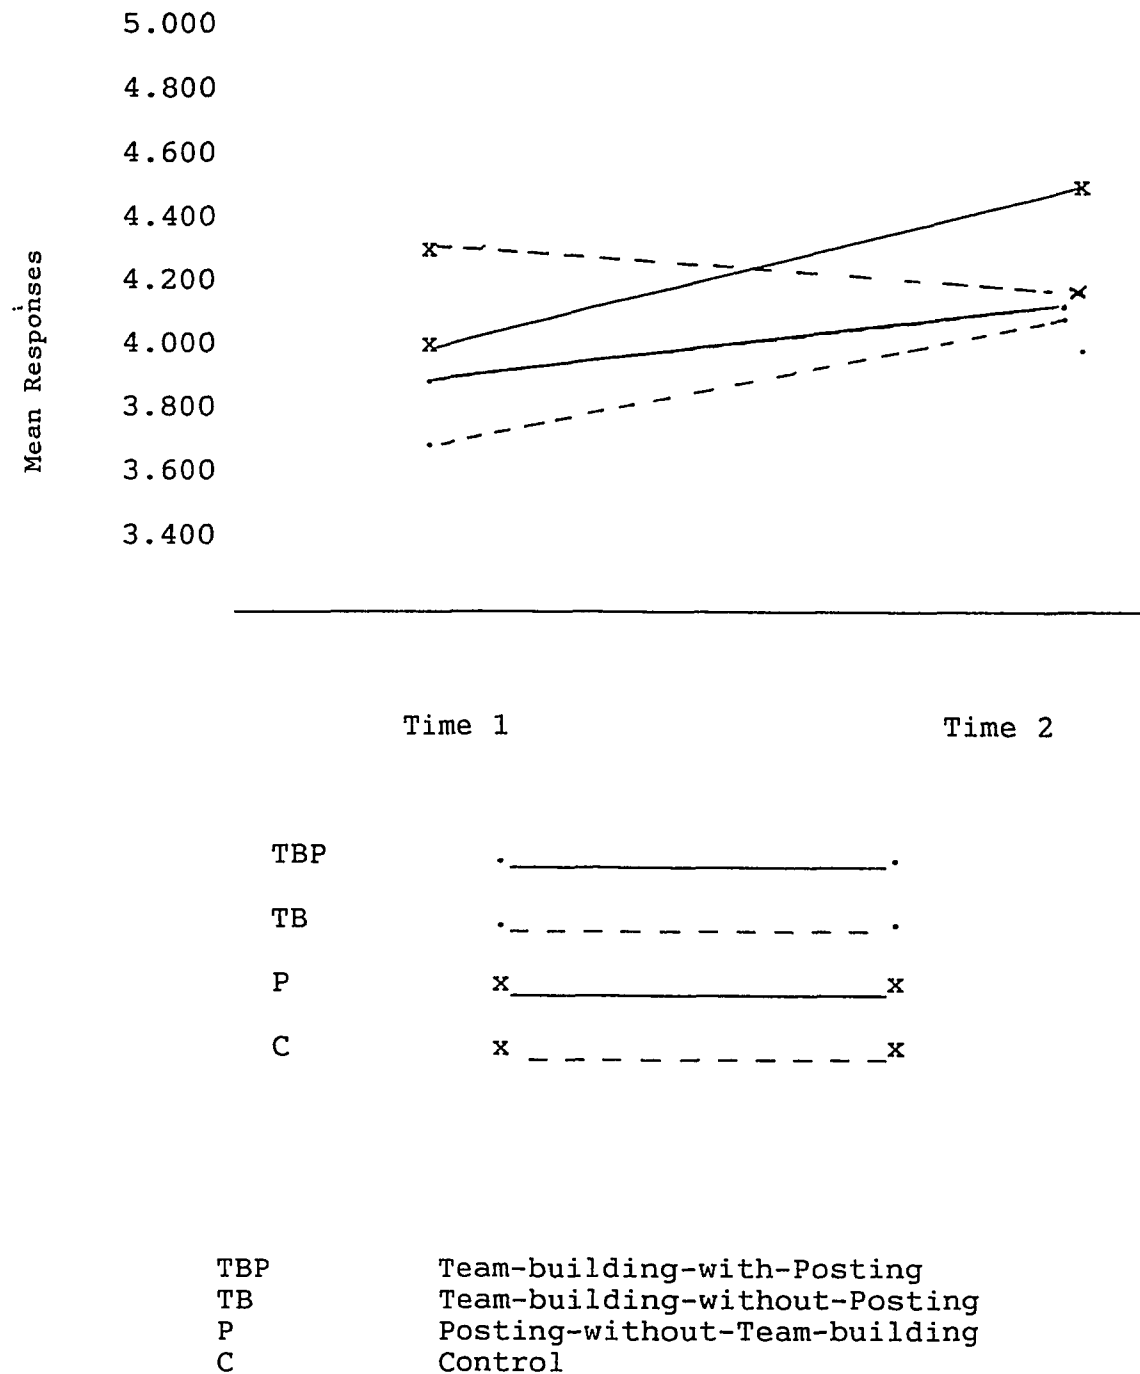 5.000
4.800
4.600
4.400
4.200
4.000
3.800
3.600
3.400
Mean Responses
Time 1 Time 2
TBP
TB
P x x
C x x
TBP Team-building-with-Posting
TB Team-building-without-Posting
P Posting-without-Team-building
C Control